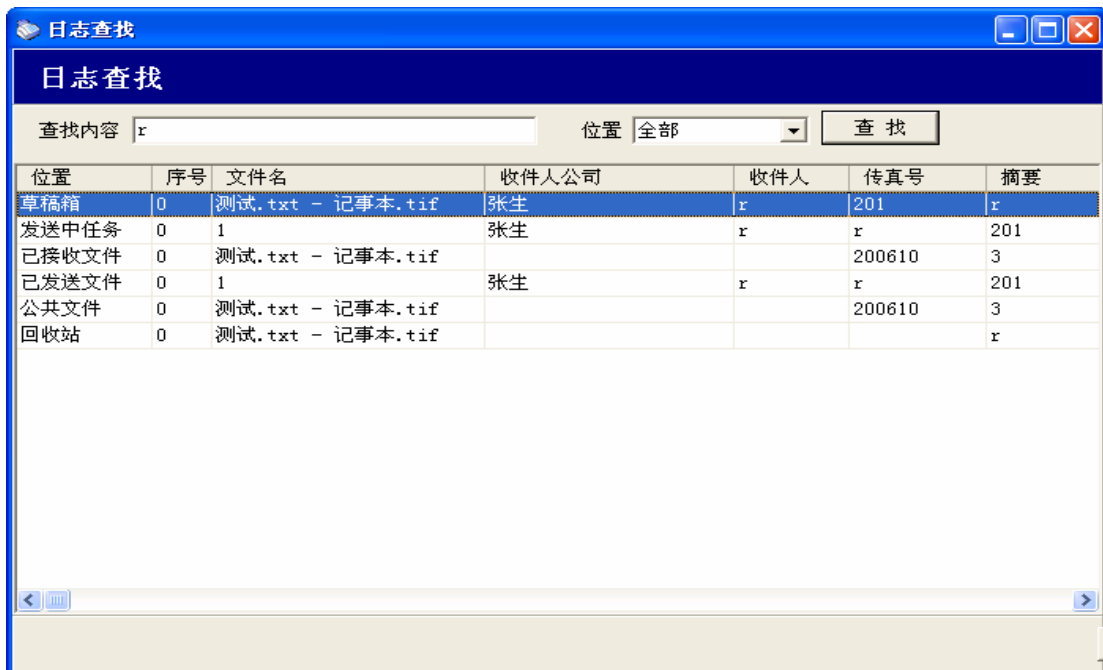 日志查找
日志查找
查找内容 r 位置 全部 查 找
位置 序号 文件名 收件人公司 收件人 传真号 摘要
草稿箱 0 测试.txt - 记事本.tif 张生 r 201 r
发送中任务 0 1 张生 r r 201
已接收文件 0 测试.txt - 记事本.tif 200610 3
已发送文件 0 1 张生 r r 201
公共文件 0 测试.txt - 记事本.tif 200610 3
回收站 0 测试.txt - 记事本.tif r